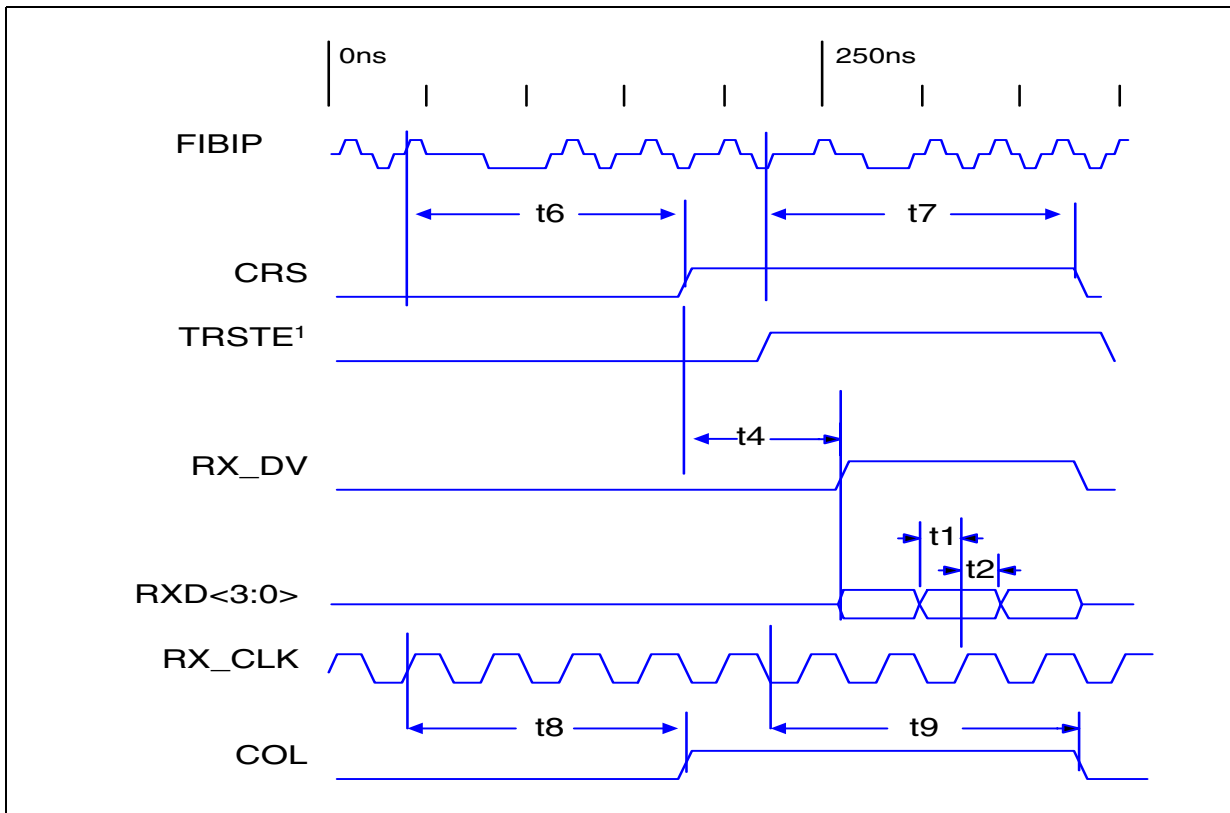 0ns 250ns
FIBIP
t6 t7
CRS
TRSTE¹
t4
RX_DV
t1
t2
RXD<3:0>
RX_CLK
t8 t9
COL